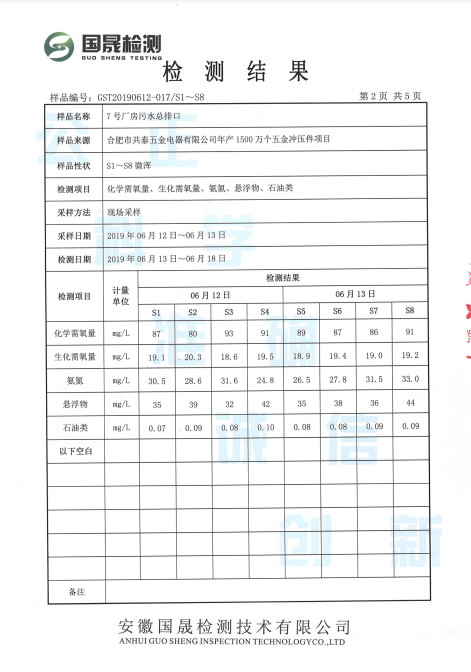 国晟检测
GUO SHENG TESTING
检测结果
样品编号：GST20190612-017/S1～S8 第 2 页 共 5 页
样品名称 7 号厂房污水总排口
样品来源 合肥市共泰五金电器有限公司年产 1500 万个五金冲压件项目
样品性状 S1～S8 微浑
检测项目 化学需氧量、生化需氧量、氨氮、悬浮物、石油类
采样方法 现场采样
采样日期 2019 年 06 月 12 日～06 月 13 日
检测日期 2019 年 06 月 13 日～06 月 18 日
检测项目 计量单位 检测结果
06 月 12 日 06 月 13 日
S1 S2 S3 S4 S5 S6 S7 S8
化学需氧量 mg/L 87 80 93 91 89 87 86 91
生化需氧量 mg/L 19.1 20.3 18.6 19.5 18.9 19.4 19.0 19.2
氨氮 mg/L 30.5 28.6 31.6 24.8 26.5 27.8 31.5 33.0
悬浮物 mg/L 35 39 32 42 35 38 36 44
石油类 mg/L 0.07 0.09 0.08 0.10 0.08 0.08 0.09 0.09
以下空白
备注
公正
科学
准确
诚信
创新
安徽国晟检测技术有限公司
ANHUI GUO SHENG INSPECTION TECHNOLOGY CO.,LTD